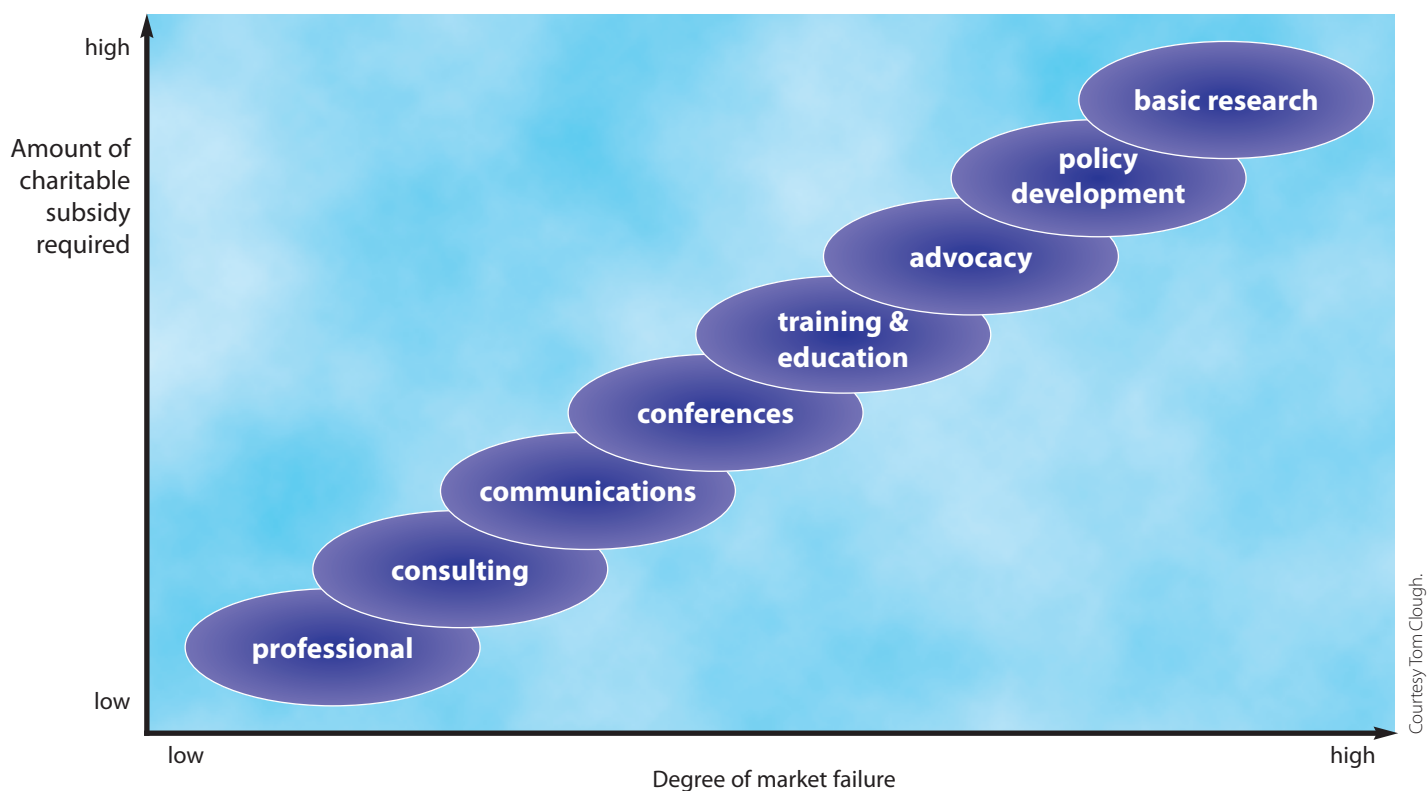 high
Amount of
charitable
subsidy
required
low
basic research
policy
development
advocacy
training &
education
conferences
communications
consulting
professional
low
high
Degree of market failure
Courtesy Tom Clough.